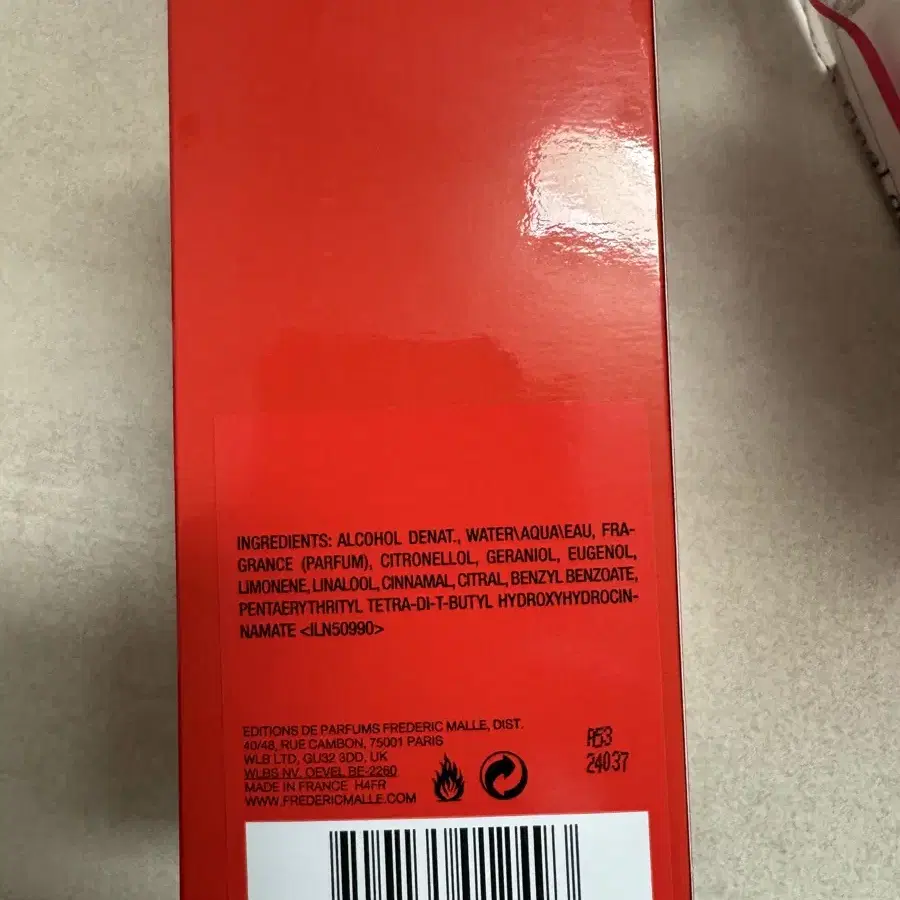 INGREDIENTS: ALCOHOL DENAT., WATER\AQUA\EAU, FRA-
GRANCE (PARFUM), CITRONELLOL, GERANIOL, EUGENOL,
LIMONENE, LINALOOL, CINNAMAL, CITRAL, BENZYL BENZOATE,
PENTAERYTHRITYL TETRA-DI-T-BUTYL HYDROXYHYDROCIN-
NAMATE <ILN50990>
EDITIONS DE PARFUMS FREDERIC MALLE, DIST.
40/48, RUE CAMBON, 75001 PARIS
WLB LTD, GU32 3DD, UK
WLBS NV. OEVEL BE-2260
MADE IN FRANCE H4FR
WWW.FREDERICMALLE.COM
A53
24037